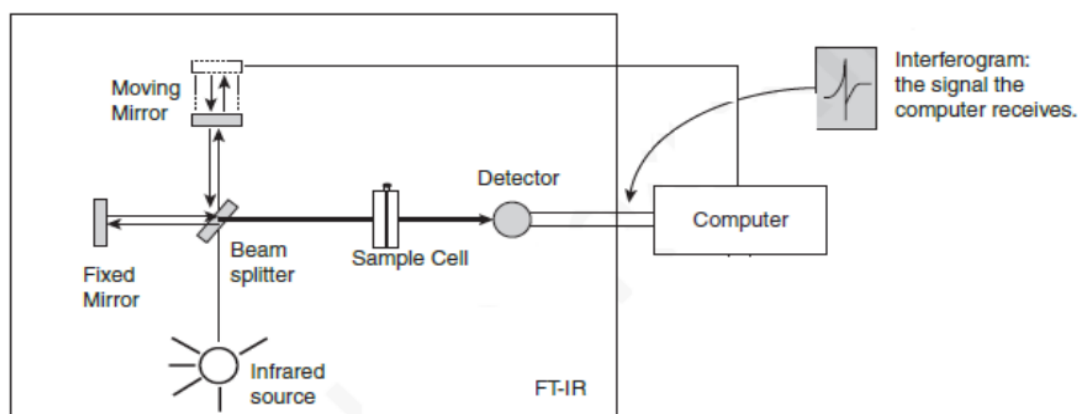 Moving
Mirror
Interferogram:
the signal the
computer receives.
Detector
Computer
Beam
splitter
Sample Cell
Fixed
Mirror
Infrared
source
FT-IR